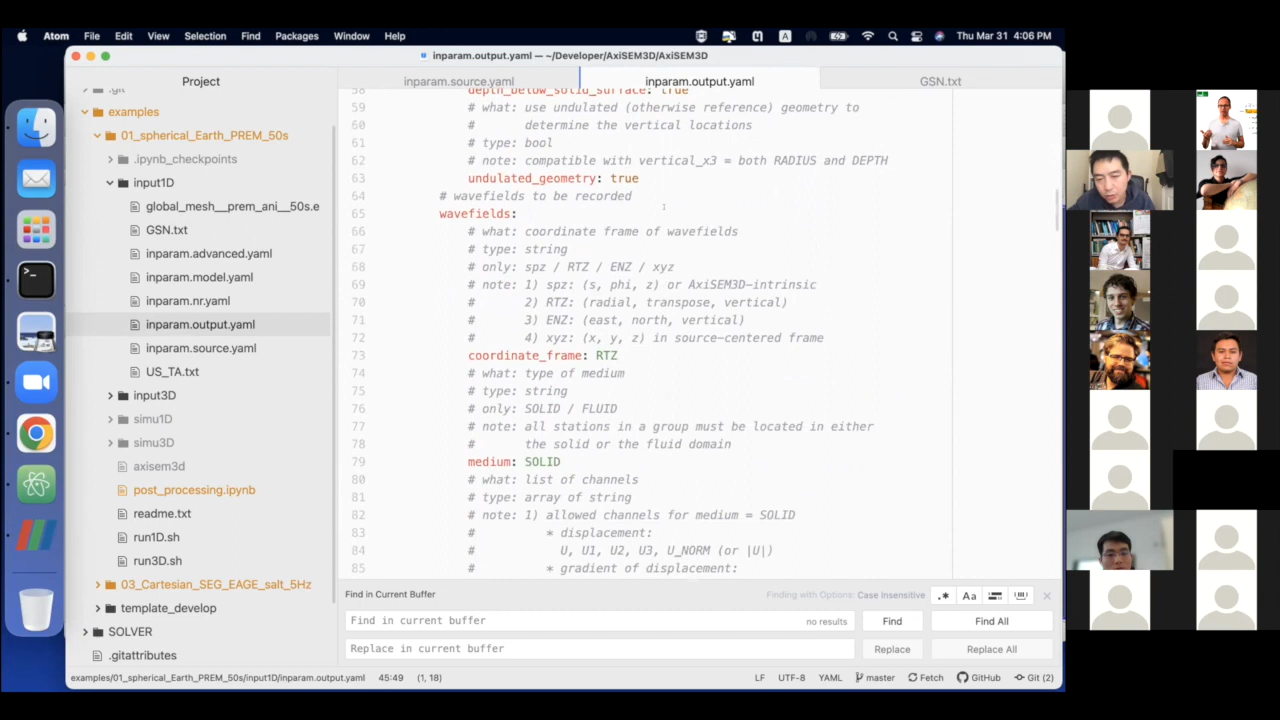 Atom File Edit View Selection Find Packages Window Help A Thu Mar 31 4:06 PM
inparam.output.yaml — ~/Developer/AxiSEM3D/AxiSEM3D
Project
inparam.source.yaml
inparam.output.yaml
GSN.txt
.git
examples
01_spherical_Earth_PREM_50s
.ipynb_checkpoints
input1D
global_mesh__prem_ani__50s.e
GSN.txt
inparam.advanced.yaml
inparam.model.yaml
inparam.nr.yaml
inparam.output.yaml
inparam.source.yaml
US_TA.txt
input3D
simu1D
simu3D
axisem3d
post_processing.ipynb
readme.txt
run1D.sh
run3D.sh
03_Cartesian_SEG_EAGE_salt_5Hz
template_develop
SOLVER
.gitattributes
58 depth_below_solid_surface: true
59 # what: use undulated (otherwise reference) geometry to
60 # determine the vertical locations
61 # type: bool
62 # note: compatible with vertical_x3 = both RADIUS and DEPTH
63 undulated_geometry: true
64 # wavefields to be recorded
65 wavefields:
66 # what: coordinate frame of wavefields
67 # type: string
68 # only: spz / RTZ / ENZ / xyz
69 # note: 1) spz: (s, phi, z) or AxiSEM3D-intrinsic
70 # 2) RTZ: (radial, transpose, vertical)
71 # 3) ENZ: (east, north, vertical)
72 # 4) xyz: (x, y, z) in source-centered frame
73 coordinate_frame: RTZ
74 # what: type of medium
75 # type: string
76 # only: SOLID / FLUID
77 # note: all stations in a group must be located in either
78 # the solid or the fluid domain
79 medium: SOLID
80 # what: list of channels
81 # type: array of string
82 # note: 1) allowed channels for medium = SOLID
83 # * displacement:
84 # U, U1, U2, U3, U_NORM (or |U|)
85 # * gradient of displacement:
Find in Current Buffer
Finding with Options: Case Insensitive
.* Aa
Find in current buffer
no results
Find
Find All
Replace in current buffer
Replace
Replace All
examples/01_spherical_Earth_PREM_50s/input1D/inparam.output.yaml 45:49 (1, 18)
LF UTF-8 YAML master Fetch GitHub Git (2)